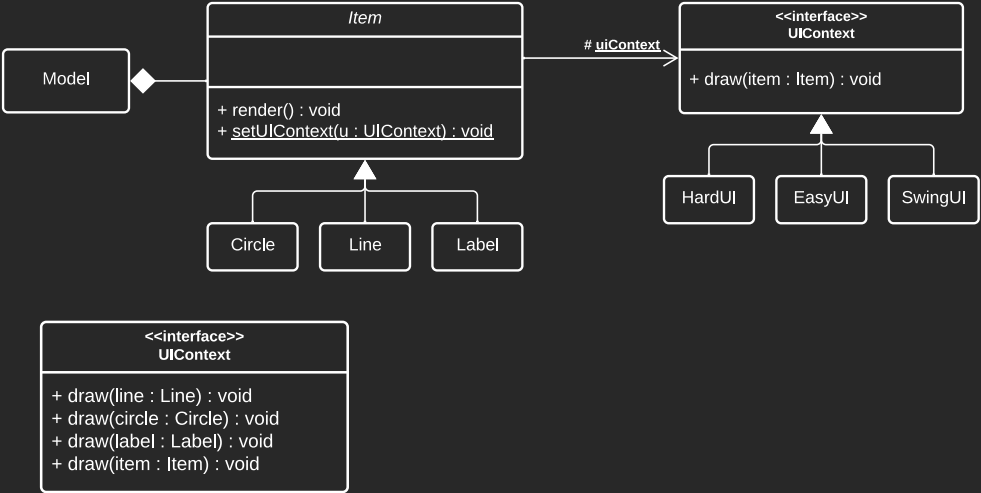 Model
Item
+ render() : void
+ setUIContext(u : UIContext) : void
# uiContext
<<interface>>
UIContext
+ draw(item : Item) : void
Circle
Line
Label
HardUI
EasyUI
SwingUI
<<interface>>
UIContext
+ draw(line : Line) : void
+ draw(circle : Circle) : void
+ draw(label : Label) : void
+ draw(item : Item) : void